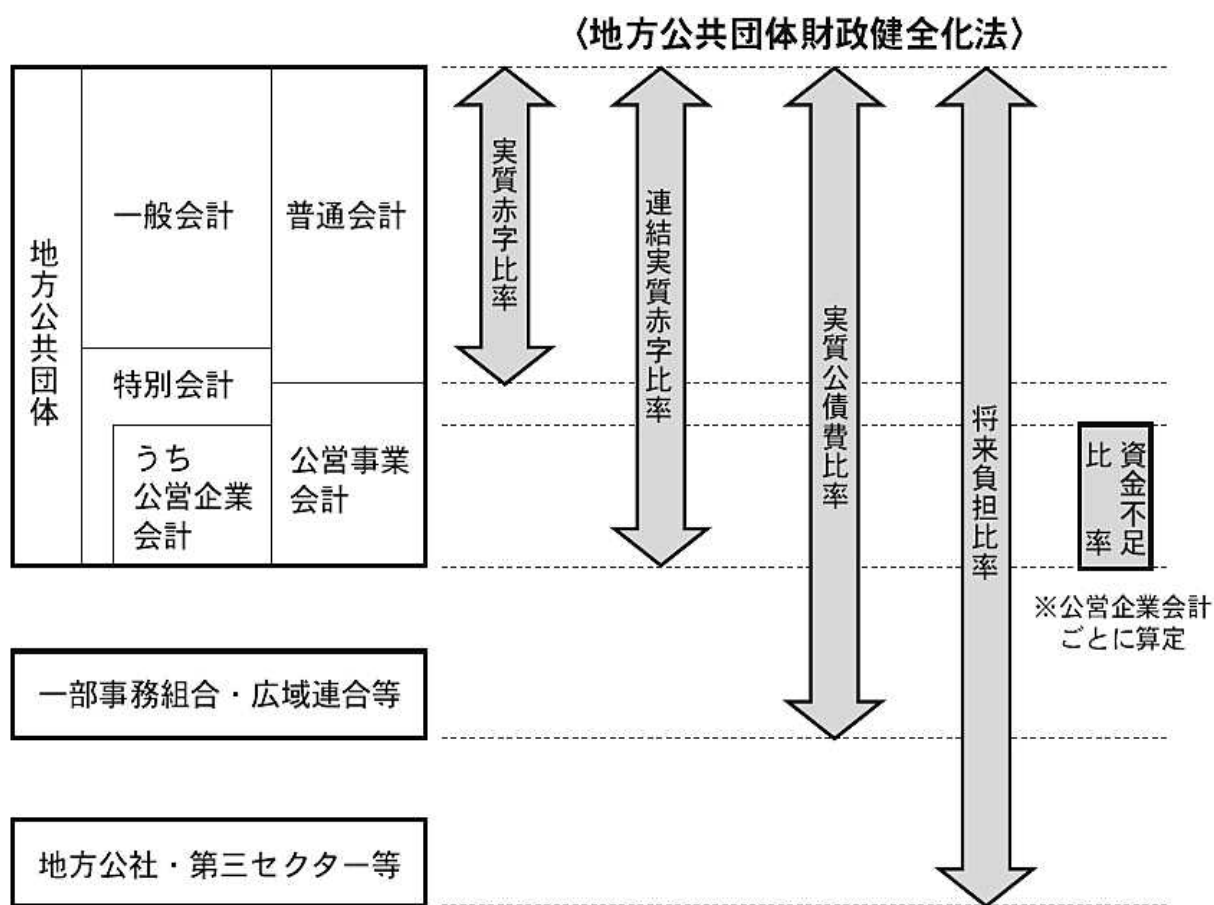 〈地方公共団体財政健全化法〉
地方公共団体
一般会計
普通会計
特別会計
うち
公営企業
会計
公営事業
会計
実質赤字比率
連結実質赤字比率
実質公債費比率
将来負担比率
資金不足
比率
※公営企業会計
ごとに算定
一部事務組合・広域連合等
地方公社・第三セクター等